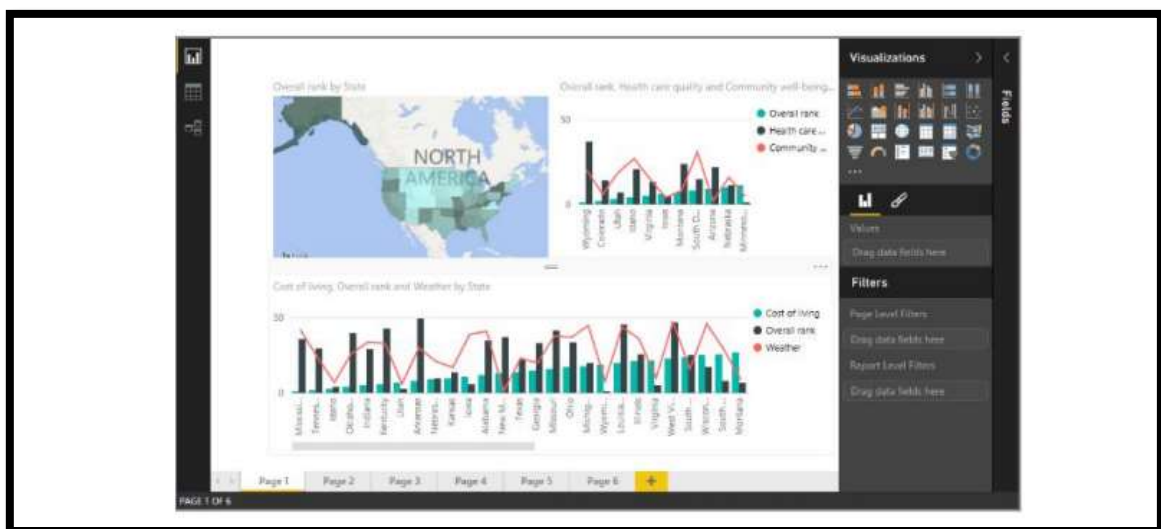 Visualizations
Fields
Overall rank by State
NORTH
AMERICA
Overall rank, Health care quality and Community well-being...
50
0
Overall rank
Health care ...
Community ...
Wyoming
Colorado
Utah
Idaho
Virginia
Iowa
Montana
South D...
Arizona
Nebraska
Minneso...
Values
Drag data fields here
Filters
Page Level Filters
Drag data fields here
Report Level Filters
Drag data fields here
Cost of living, Overall rank and Weather by State
50
0
Cost of living
Overall rank
Weather
Mississi...
Tennes...
Idaho
Oklaho...
Indiana
Kentucky
Utah
Arkansas
Nebras...
Kansas
Iowa
Alabama
New M...
Texas
Georgia
Missouri
Ohio
Michig...
Wyomi...
Louisia...
Illinois
Virginia
West Vi...
South ...
Wiscon...
South ...
Montana
Page 1
Page 2
Page 3
Page 4
Page 5
Page 6
PAGE 1 OF 6